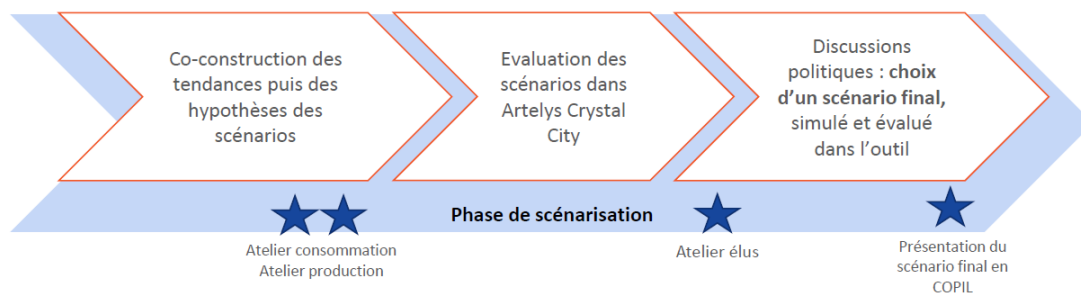 Co-construction des
tendances puis des
hypothèses des
scénarios
Evaluation des
scénarios dans
Artelys Crystal
City
Discussions
politiques : choix
d'un scénario final,
simulé et évalué
dans l'outil
Phase de scénarisation
Atelier consommation
Atelier production
Atelier élus
Présentation du
scénario final en
COPIL